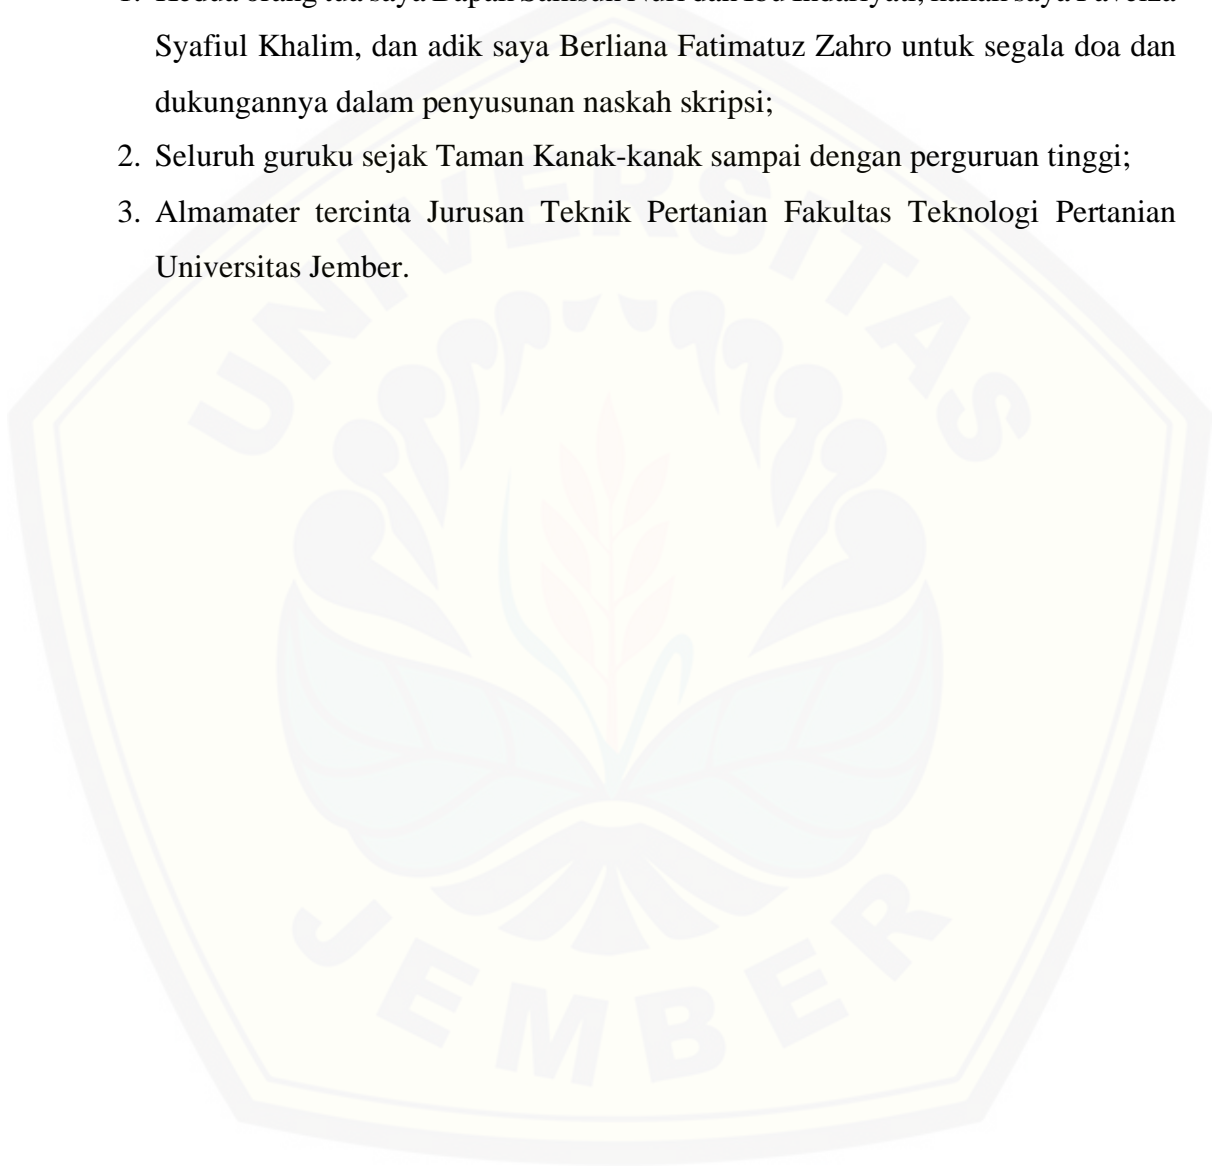 Syafiul Khalim, dan adik saya Berliana Fatimatuz Zahro untuk segala doa dan
dukungannya dalam penyusunan naskah skripsi;
2. Seluruh guruku sejak Taman Kanak-kanak sampai dengan perguruan tinggi;
3. Almamater tercinta Jurusan Teknik Pertanian Fakultas Teknologi Pertanian
Universitas Jember.
UNIVERSITAS
JEMBER